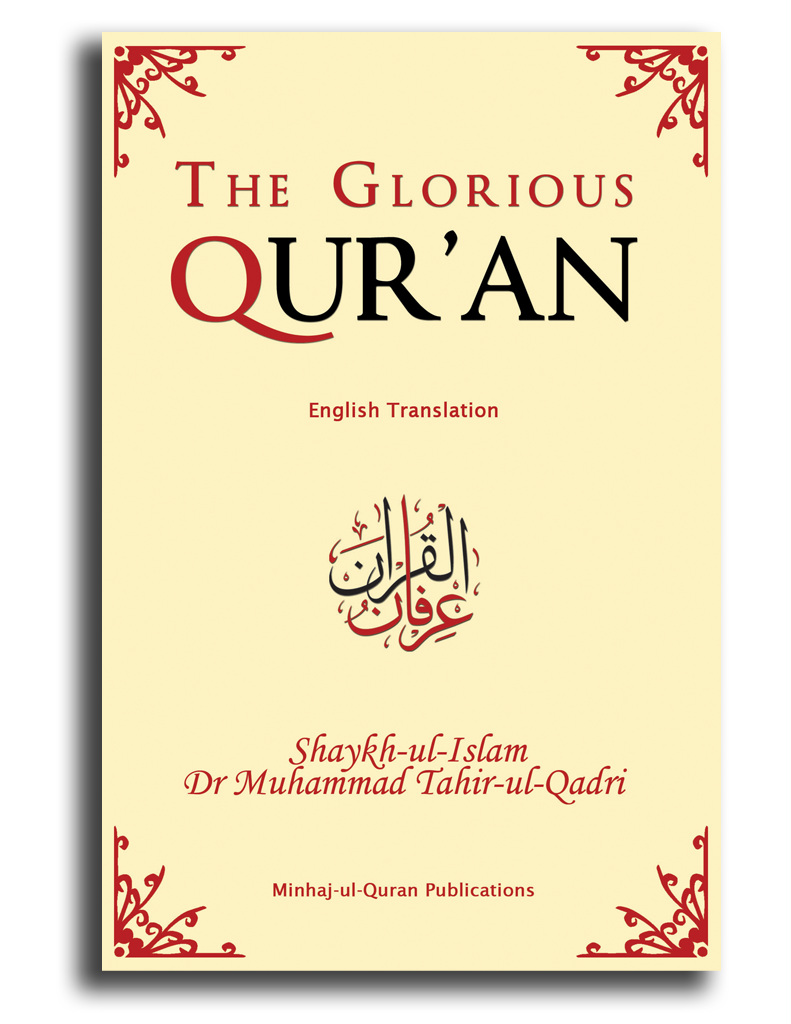 THE GLORIOUS
QUR'AN
English Translation
القرآن
عرفان
Shaykh-ul-Islam
Dr Muhammad Tahir-ul-Qadri
Minhaj-ul-Quran Publications